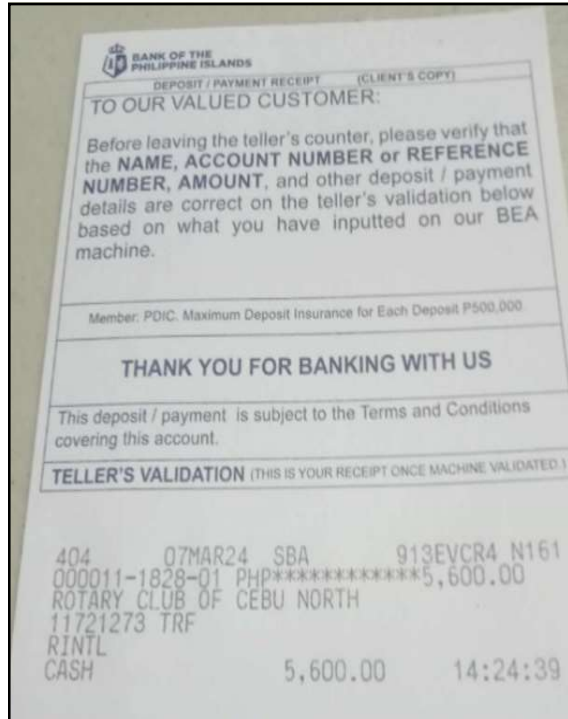 BANK OF THE
PHILIPPINE ISLANDS
DEPOSIT / PAYMENT RECEIPT (CLIENT'S COPY)
TO OUR VALUED CUSTOMER:
Before leaving the teller's counter, please verify that
the NAME, ACCOUNT NUMBER or REFERENCE
NUMBER, AMOUNT, and other deposit / payment
details are correct on the teller's validation below
based on what you have inputted on our BEA
machine.
Member: PDIC. Maximum Deposit Insurance for Each Deposit P500,000
THANK YOU FOR BANKING WITH US
This deposit / payment is subject to the Terms and Conditions
covering this account.
TELLER'S VALIDATION (THIS IS YOUR RECEIPT ONCE MACHINE VALIDATED.)
404 07MAR24 SBA 913EVCR4 N161
000011-1828-01 PHP************5,600.00
ROTARY CLUB OF CEBU NORTH
11721273 TRF
RINTL
CASH 5,600.00 14:24:39